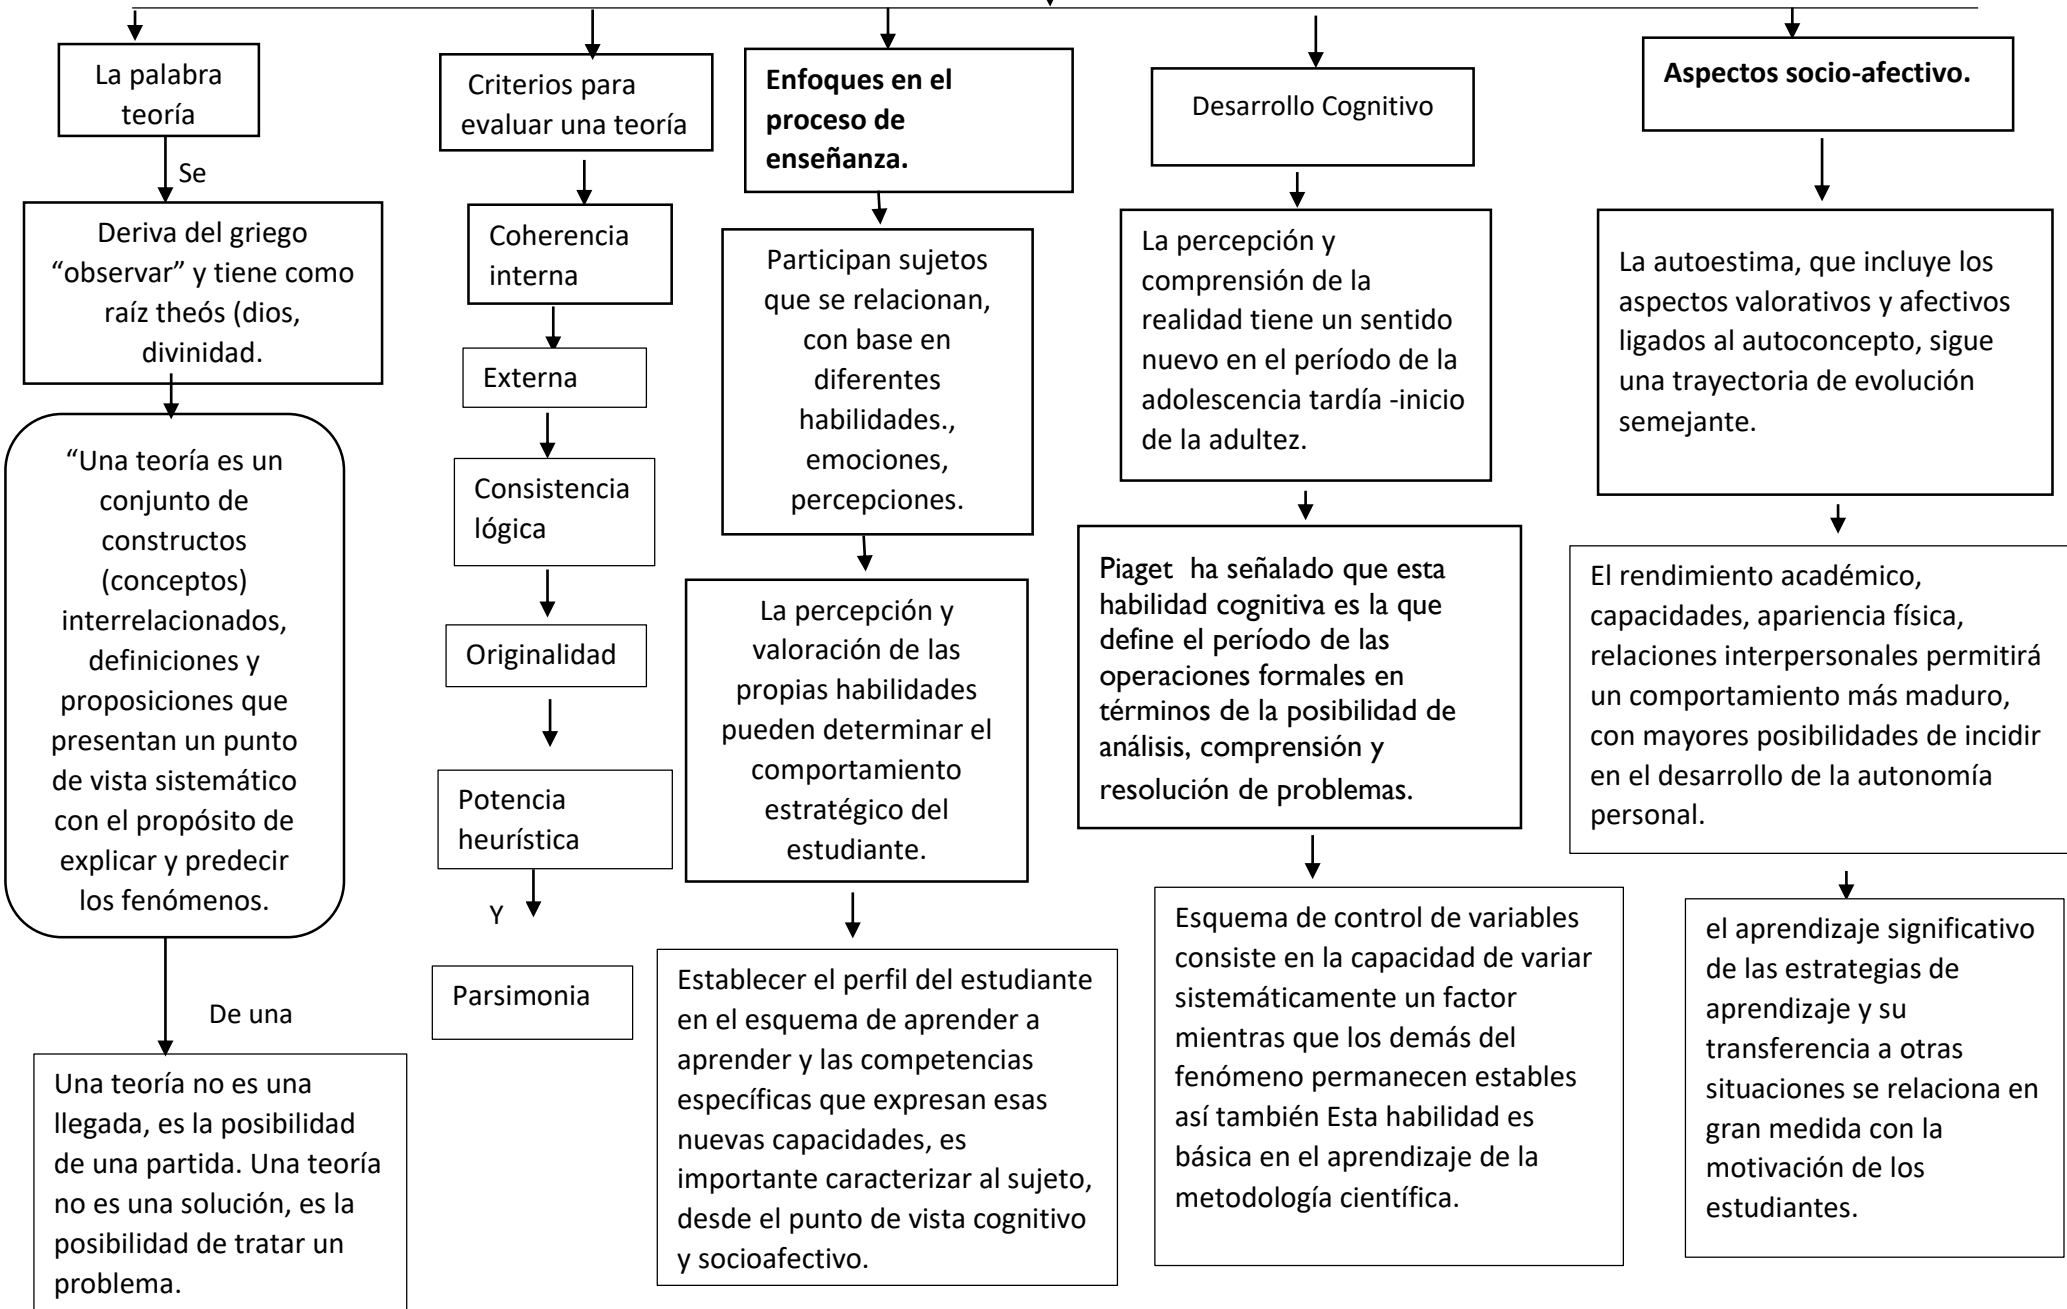 La palabra
teoría
Se
Deriva del griego
“observar” y tiene como
raíz theós (dios,
divinidad.
“Una teoría es un
conjunto de
constructos
(conceptos)
interrelacionados,
definiciones y
proposiciones que
presentan un punto
de vista sistemático
con el propósito de
explicar y predecir
los fenómenos.
De una
Una teoría no es una
llegada, es la posibilidad
de una partida. Una teoría
no es una solución, es la
posibilidad de tratar un
problema.
Criterios para
evaluar una teoría
Coherencia
interna
Externa
Consistencia
lógica
Originalidad
Potencia
heurística
Y
Parsimonia
Enfoques en el
proceso de
enseñanza.
Participan sujetos
que se relacionan,
con base en
diferentes
habilidades.,
emociones,
percepciones.
La percepción y
valoración de las
propias habilidades
pueden determinar el
comportamiento
estratégico del
estudiante.
Establecer el perfil del estudiante
en el esquema de aprender a
aprender y las competencias
específicas que expresan esas
nuevas capacidades, es
importante caracterizar al sujeto,
desde el punto de vista cognitivo
y socioafectivo.
Desarrollo Cognitivo
La percepción y
comprensión de la
realidad tiene un sentido
nuevo en el período de la
adolescencia tardía -inicio
de la adultez.
Piaget ha señalado que esta
habilidad cognitiva es la que
define el período de las
operaciones formales en
términos de la posibilidad de
análisis, comprensión y
resolución de problemas.
Esquema de control de variables
consiste en la capacidad de variar
sistemáticamente un factor
mientras que los demás del
fenómeno permanecen estables
así también Esta habilidad es
básica en el aprendizaje de la
metodología científica.
Aspectos socio-afectivo.
La autoestima, que incluye los
aspectos valorativos y afectivos
ligados al autoconcepto, sigue
una trayectoria de evolución
semejante.
El rendimiento académico,
capacidades, apariencia física,
relaciones interpersonales permitirá
un comportamiento más maduro,
con mayores posibilidades de incidir
en el desarrollo de la autonomía
personal.
el aprendizaje significativo
de las estrategias de
aprendizaje y su
transferencia a otras
situaciones se relaciona en
gran medida con la
motivación de los
estudiantes.